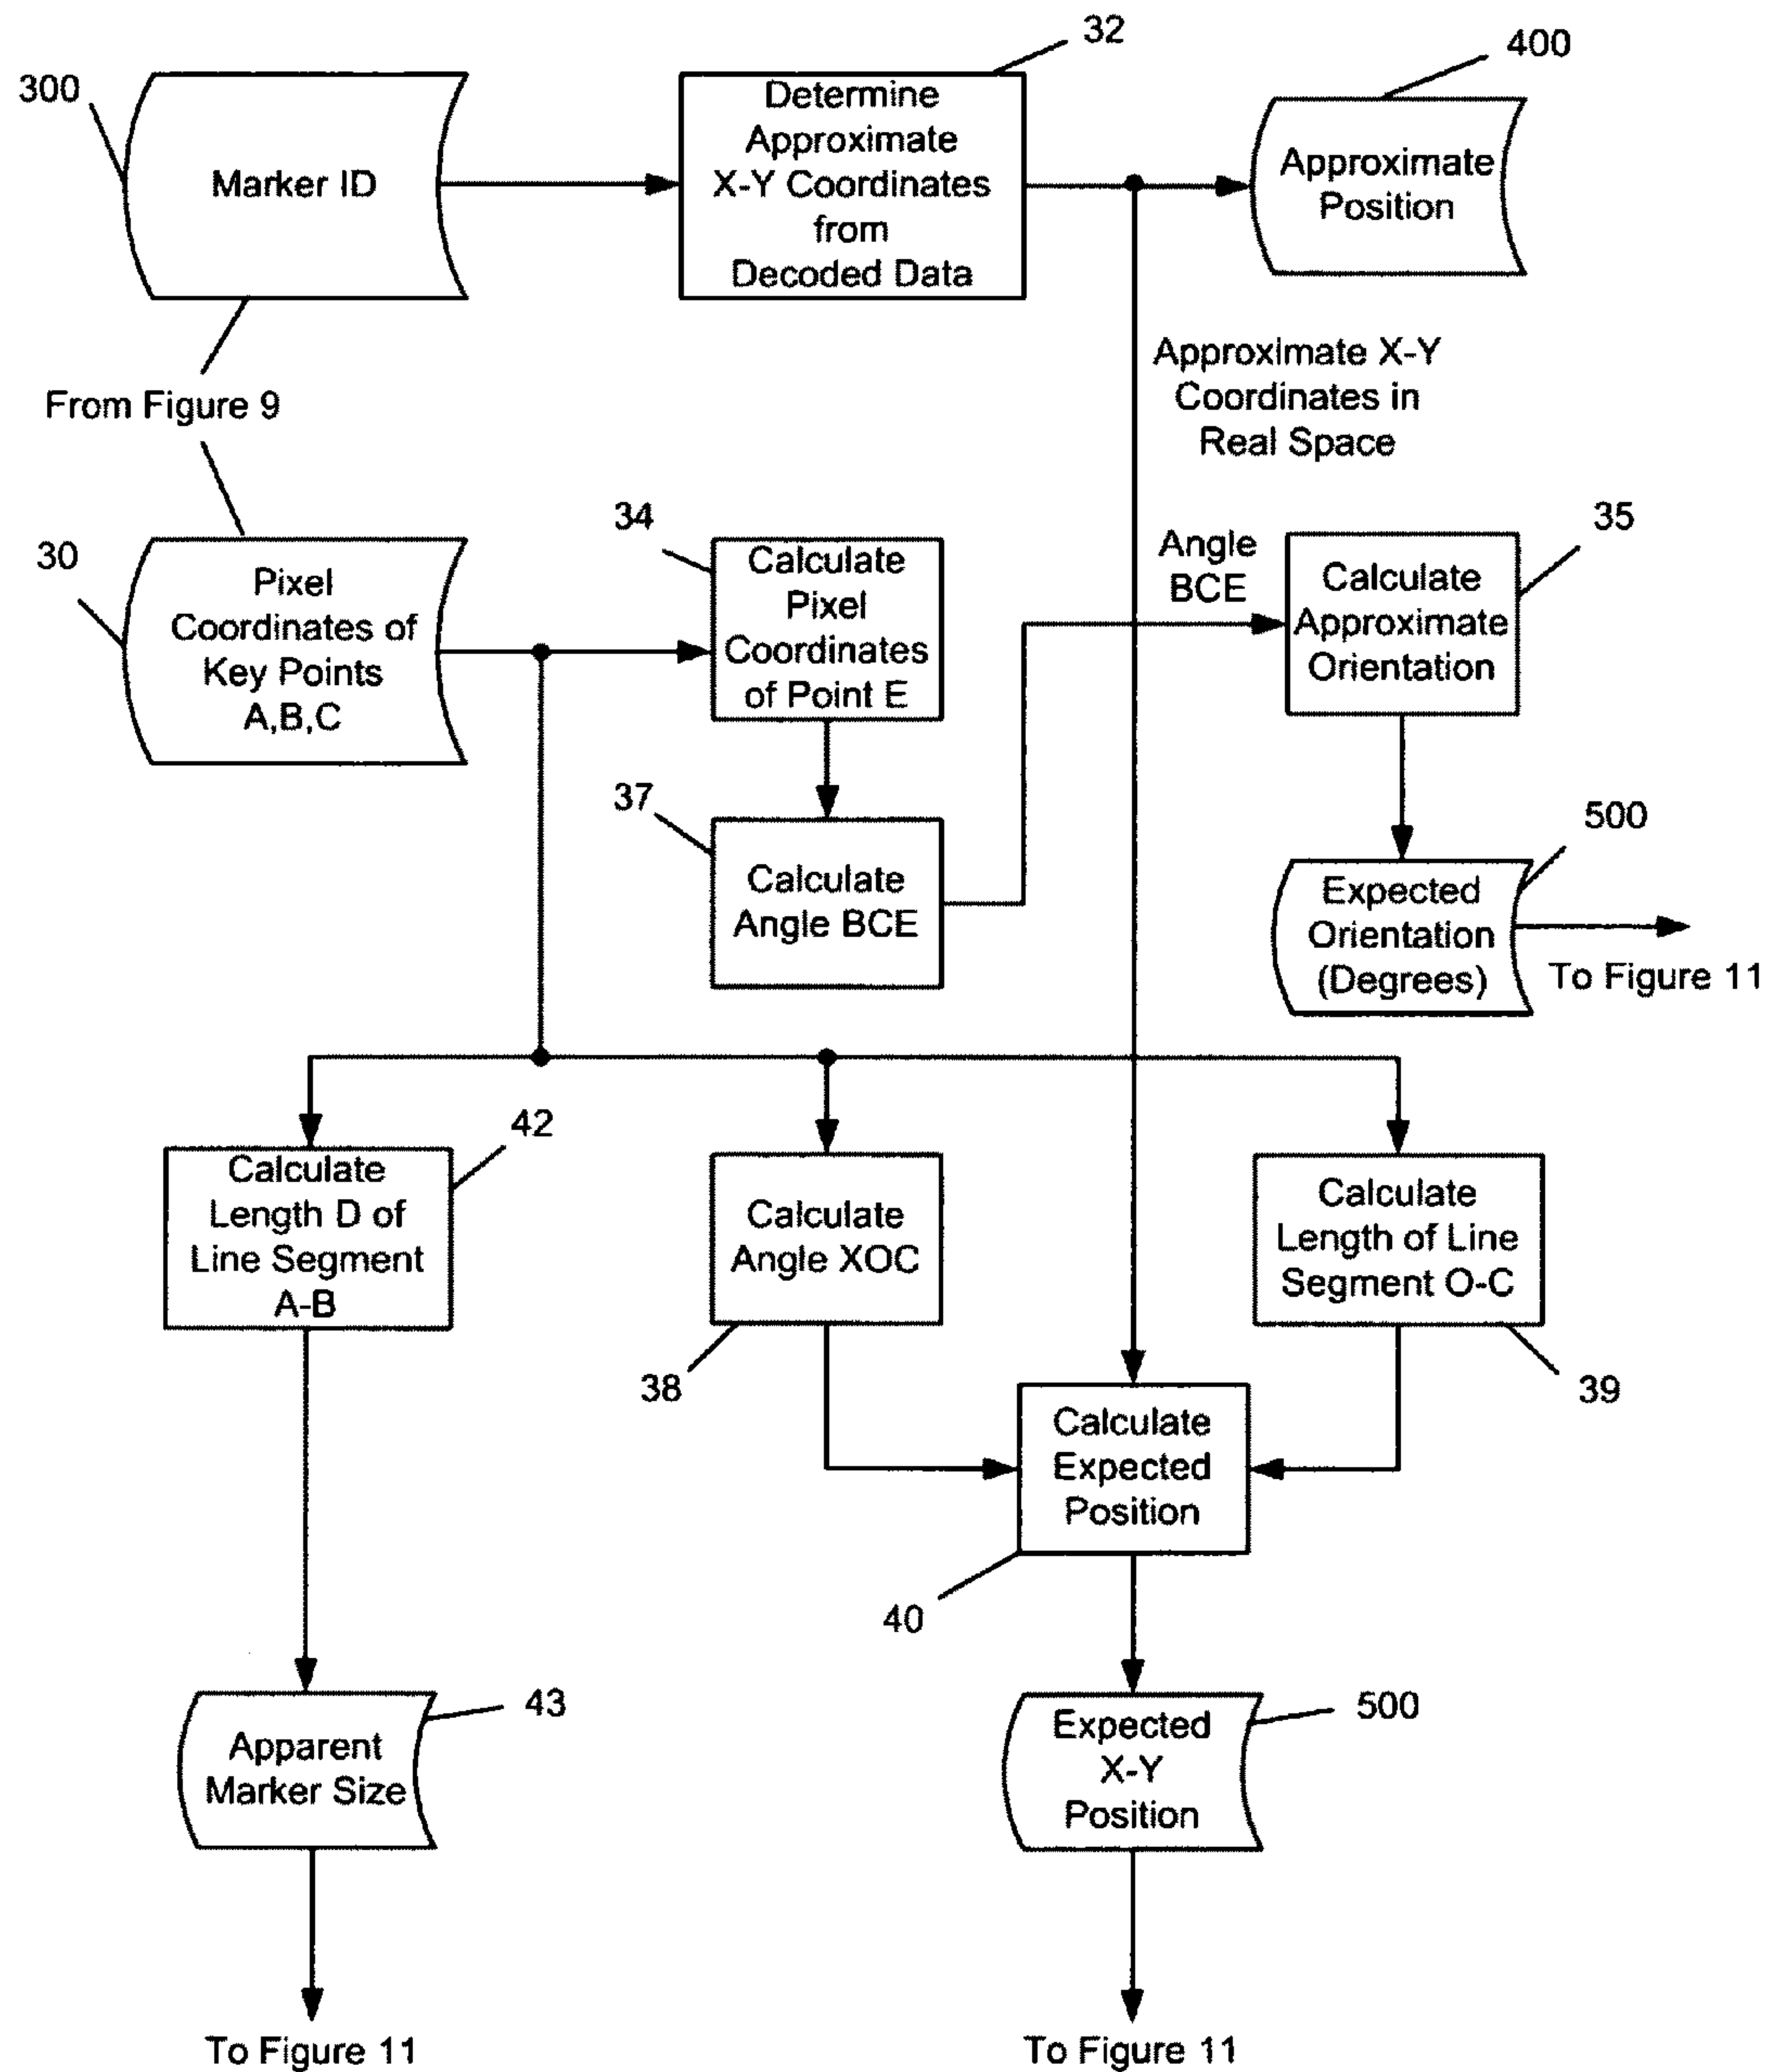 32
400
300
Marker ID
Determine
Approximate
X-Y Coordinates
from
Decoded Data
Approximate
Position
From Figure 9
Approximate X-Y
Coordinates in
Real Space
30
Pixel
Coordinates of
Key Points
A,B,C
34
Calculate
Pixel
Coordinates
of Point E
Angle
BCE
35
Calculate
Approximate
Orientation
37
Calculate
Angle BCE
500
Expected
Orientation
(Degrees)
To Figure 11
42
Calculate
Length D of
Line Segment
A-B
Calculate
Angle XOC
38
Calculate
Length of Line
Segment O-C
39
Calculate
Expected
Position
40
43
Apparent
Marker Size
500
Expected
X-Y
Position
To Figure 11
To Figure 11